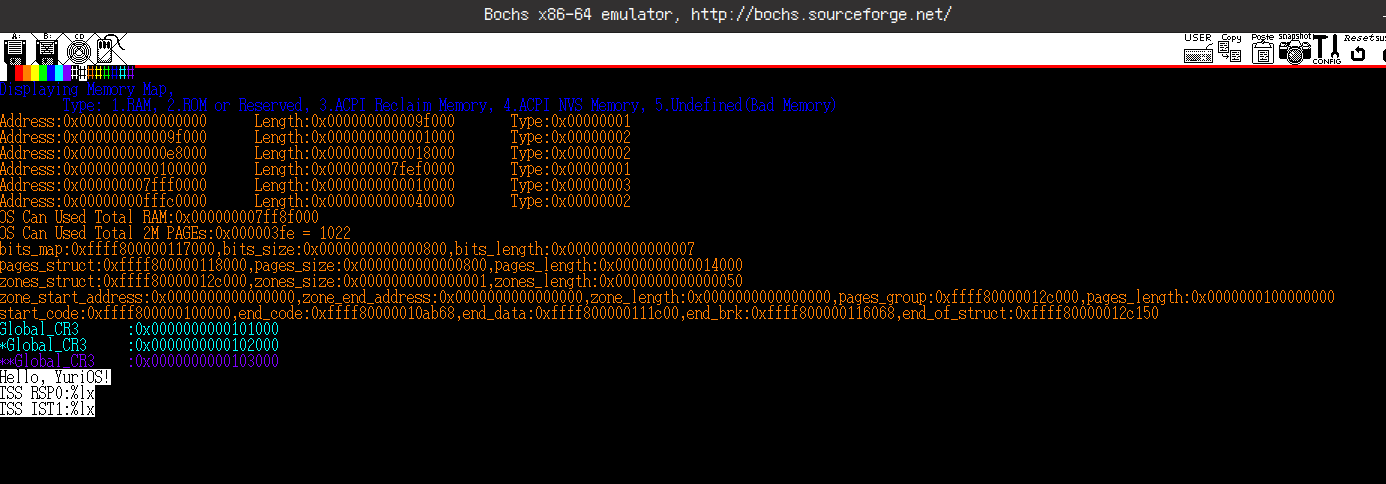 Bochs x86-64 emulator, http://bochs.sourceforge.net/
A: B: CD USER Copy Paste snapshot CONFIG Reset sus
Displaying Memory Map,
Type: 1.RAM, 2.ROM or Reserved, 3.ACPI Reclaim Memory, 4.ACPI NVS Memory, 5.Undefined(Bad Memory)
Address:0x0000000000000000 Length:0x000000000009f000 Type:0x00000001
Address:0x000000000009f000 Length:0x0000000000001000 Type:0x00000002
Address:0x00000000000e8000 Length:0x0000000000018000 Type:0x00000002
Address:0x0000000000100000 Length:0x000000007fef0000 Type:0x00000001
Address:0x000000007fff0000 Length:0x0000000000010000 Type:0x00000003
Address:0x00000000fffc0000 Length:0x0000000000040000 Type:0x00000002
OS Can Used Total RAM:0x000000007ff8f000
OS Can Used Total 2M PAGEs:0x000003fe = 1022
bits_map:0xffff800000117000,bits_size:0x0000000000000800,bits_length:0x0000000000000007
pages_struct:0xffff800000118000,pages_size:0x0000000000000800,pages_length:0x0000000000014000
zones_struct:0xffff80000012c000,zones_size:0x0000000000000001,zones_length:0x0000000000000050
zone_start_address:0x0000000000000000,zone_end_address:0x0000000000000000,zone_length:0x0000000000000000,pages_group:0xffff80000012c000,pages_length:0x0000000100000000
start_code:0xffff800000100000,end_code:0xffff80000010ab68,end_data:0xffff800000111c00,end_brk:0xffff800000116068,end_of_struct:0xffff80000012c150
Global_CR3 :0x0000000000101000
*Global_CR3 :0x0000000000102000
**Global_CR3 :0x0000000000103000
Hello, YuriOS!
TSS RSP0:%lx
TSS IST1:%lx